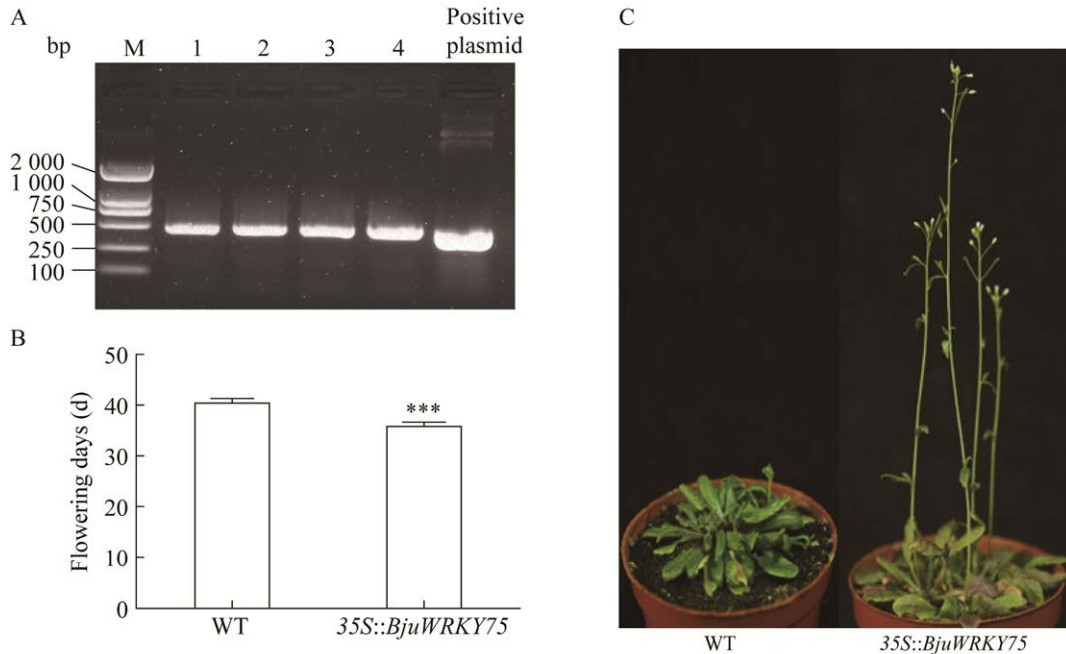 A
bp
M
1
2
3
4
Positive
plasmid
2 000
1 000
750
500
250
100
B
Flowering days (d)
50
40
30
20
10
0
***
WT
35S::BjuWRKY75
C
WT
35S::BjuWRKY75